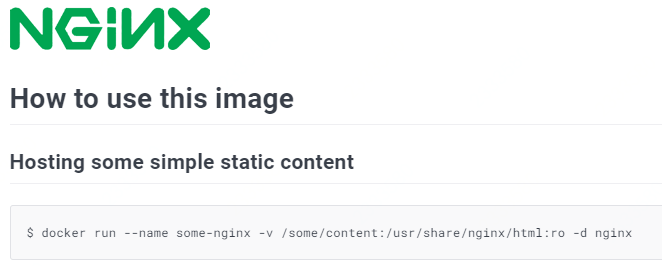 NGINX
How to use this image
Hosting some simple static content
$ docker run --name some-nginx -v /some/content:/usr/share/nginx/html:ro -d nginx